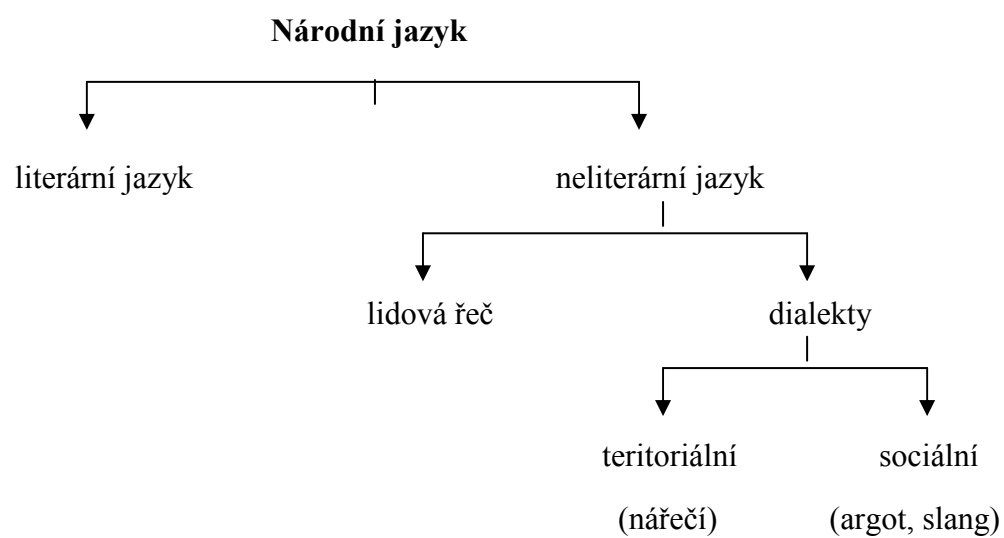 Národní jazyk
literární jazyk
neliterární jazyk
lidová řeč
dialekty
teritoriální
sociální
(nářečí)
(argot, slang)